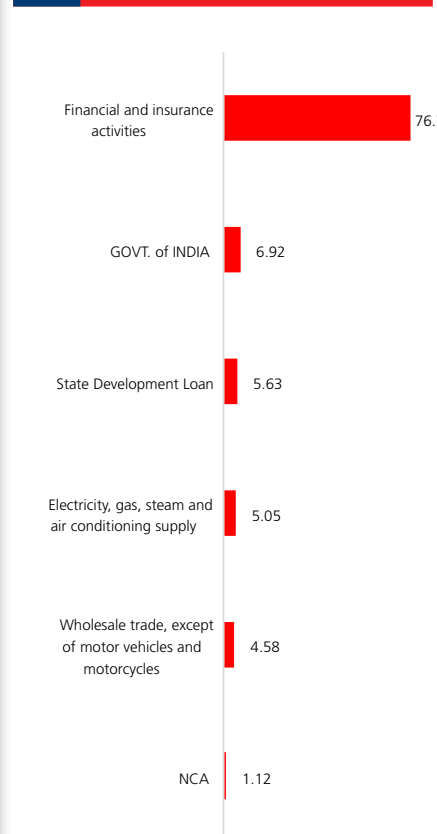 Financial and insurance
activities
76.
GOVT. of INDIA
6.92
State Development Loan
5.63
Electricity, gas, steam and
air conditioning supply
5.05
Wholesale trade, except
of motor vehicles and
motorcycles
4.58
NCA
1.12